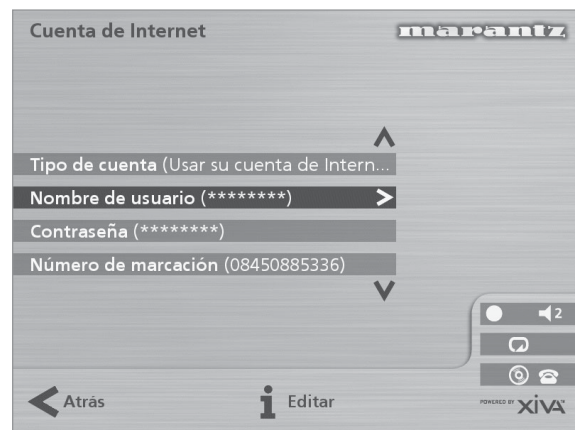 Cuenta de Internet
marantz
Tipo de cuenta (Usar su cuenta de Intern...
Nombre de usuario (********)
Contraseña (********)
Número de marcación (08450885336)
2
Atrás
i Editar
POWERED BY XiVA™